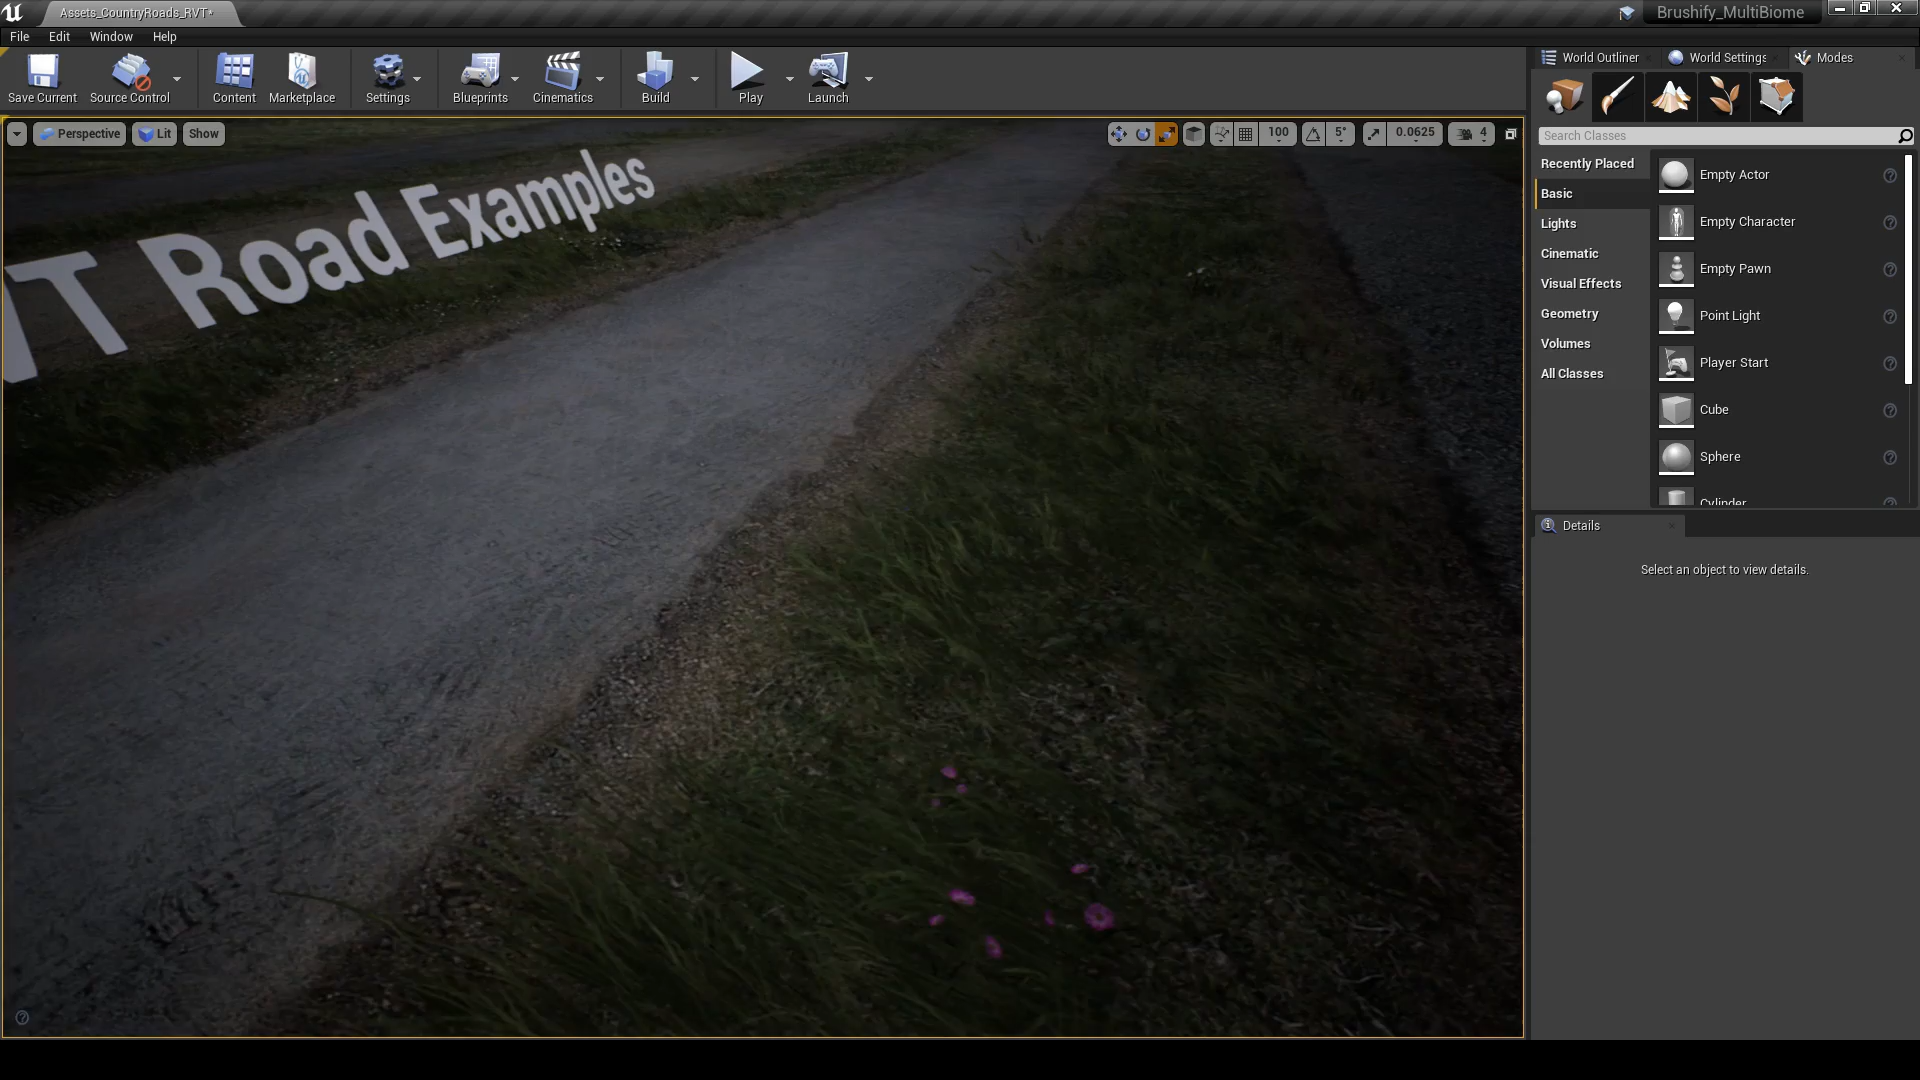 Assets_CountryRoads_RVT*
Brushify_MultiBiome
File Edit Window Help
World Outliner World Settings Modes
Save Current Source Control Content Marketplace Settings Blueprints Cinematics Build Play Launch
Perspective Lit Show
100 5° 0.0625 4
Search Classes
Recently Placed
Basic
Lights
Cinematic
Visual Effects
Geometry
Volumes
All Classes
Empty Actor
Empty Character
Empty Pawn
Point Light
Player Start
Cube
Sphere
Cylinder
Details
Select an object to view details.
T Road Examples